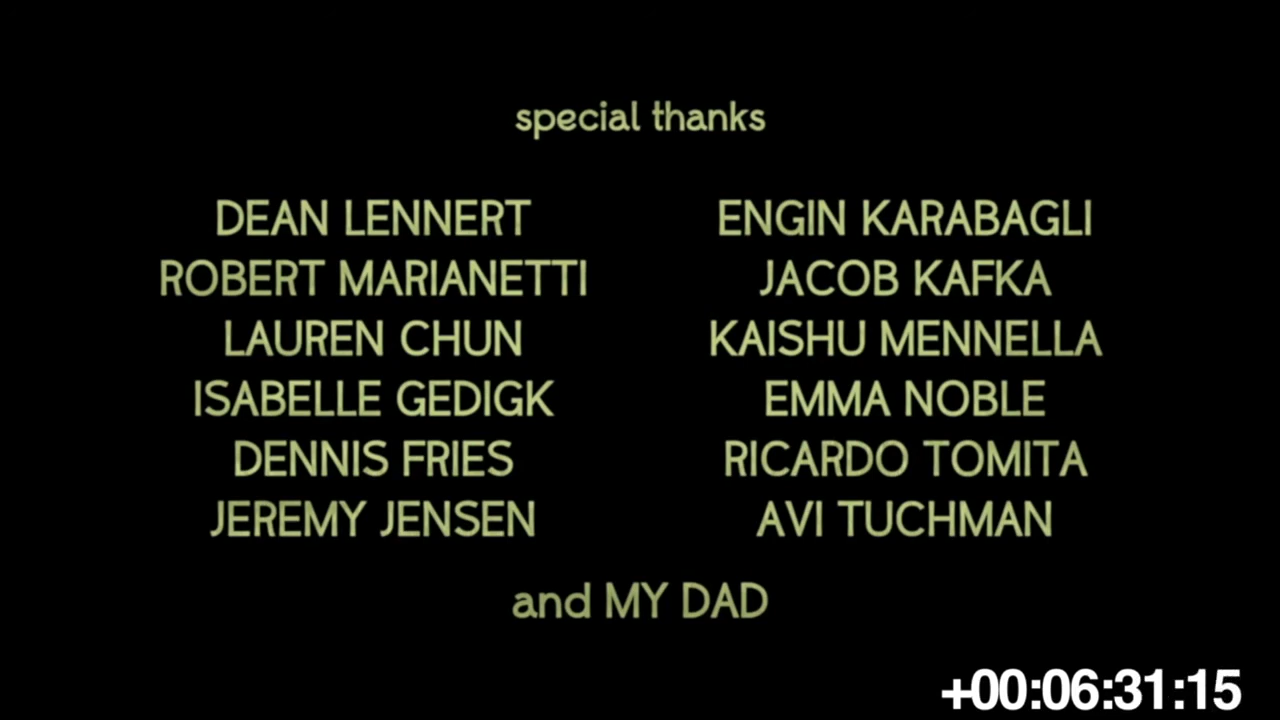 special thanks
DEAN LENNERT
ROBERT MARIANETTI
LAUREN CHUN
ISABELLE GEDIGK
DENNIS FRIES
JEREMY JENSEN
ENGIN KARABAGLI
JACOB KAFKA
KAISHU MENNELLA
EMMA NOBLE
RICARDO TOMITA
AVI TUCHMAN
and MY DAD
+00:06:31:15